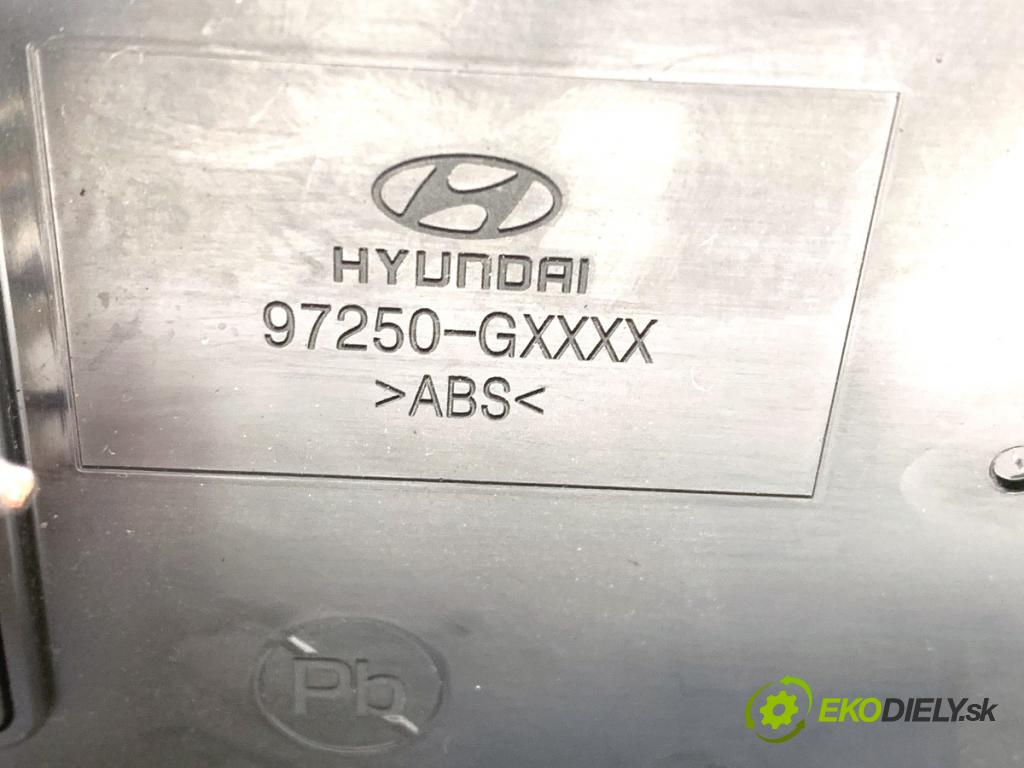 HYUNDAI
97250-GXXXX
>ABS<
Pb
EKODIELY.sk